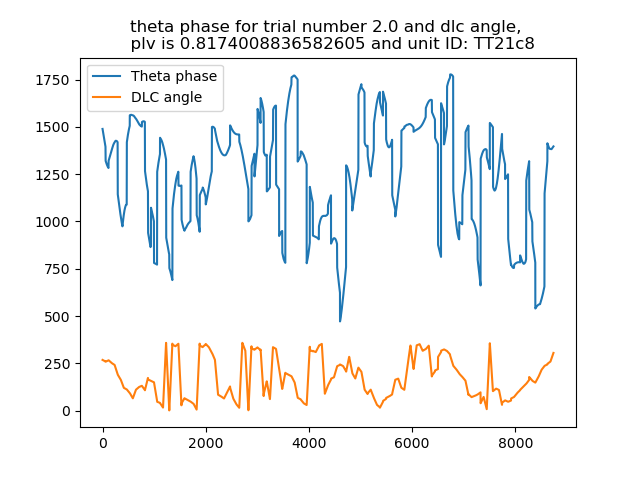 theta phase for trial number 2.0 and dlc angle,
plv is 0.8174008836582605 and unit ID: TT21c8
Theta phase
DLC angle
1750
1500
1250
1000
750
500
250
0
0 2000 4000 6000 8000